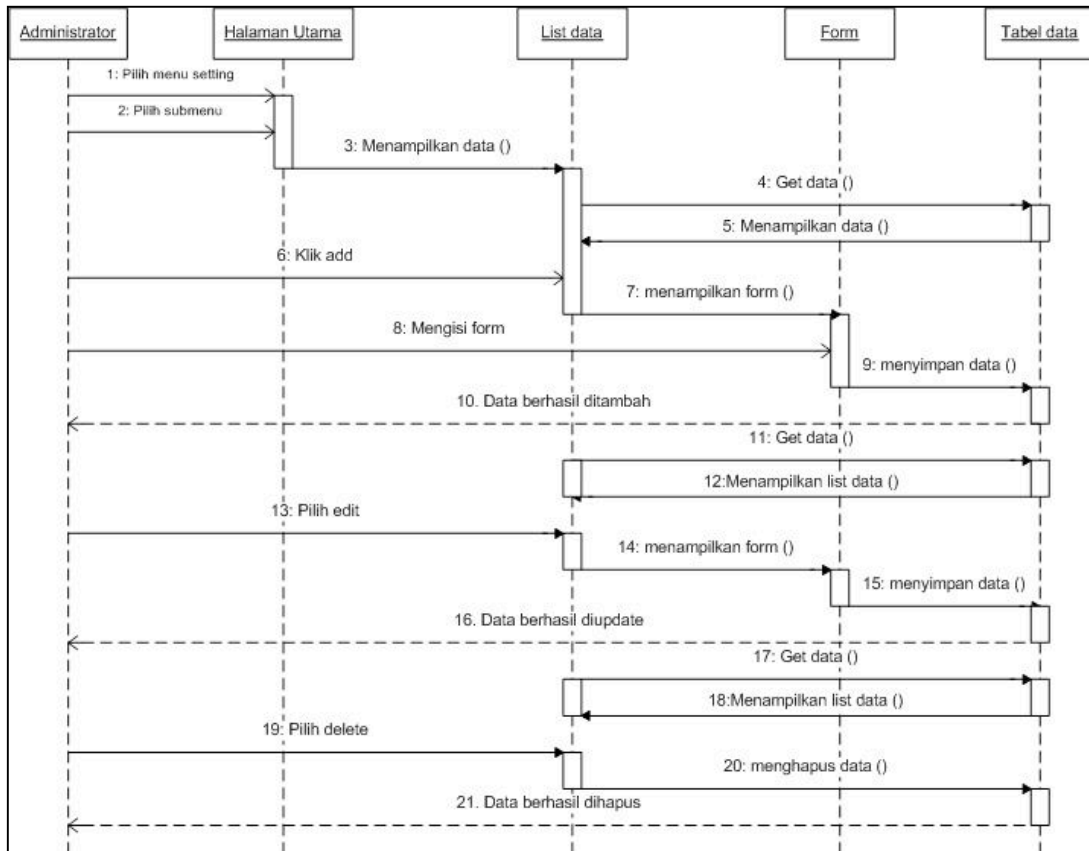 Administrator
Halaman Utama
List data
Form
Tabel data
1: Pilih menu setting
2: Pilih submenu
3: Menampilkan data ()
4: Get data ()
5: Menampilkan data ()
6: Klik add
7: menampilkan form ()
8: Mengisi form
9: menyimpan data ()
10. Data berhasil ditambah
11: Get data ()
12:Menampilkan list data ()
13: Pilih edit
14: menampilkan form ()
15: menyimpan data ()
16. Data berhasil diupdate
17: Get data ()
18:Menampilkan list data ()
19: Pilih delete
20: menghapus data ()
21. Data berhasil dihapus